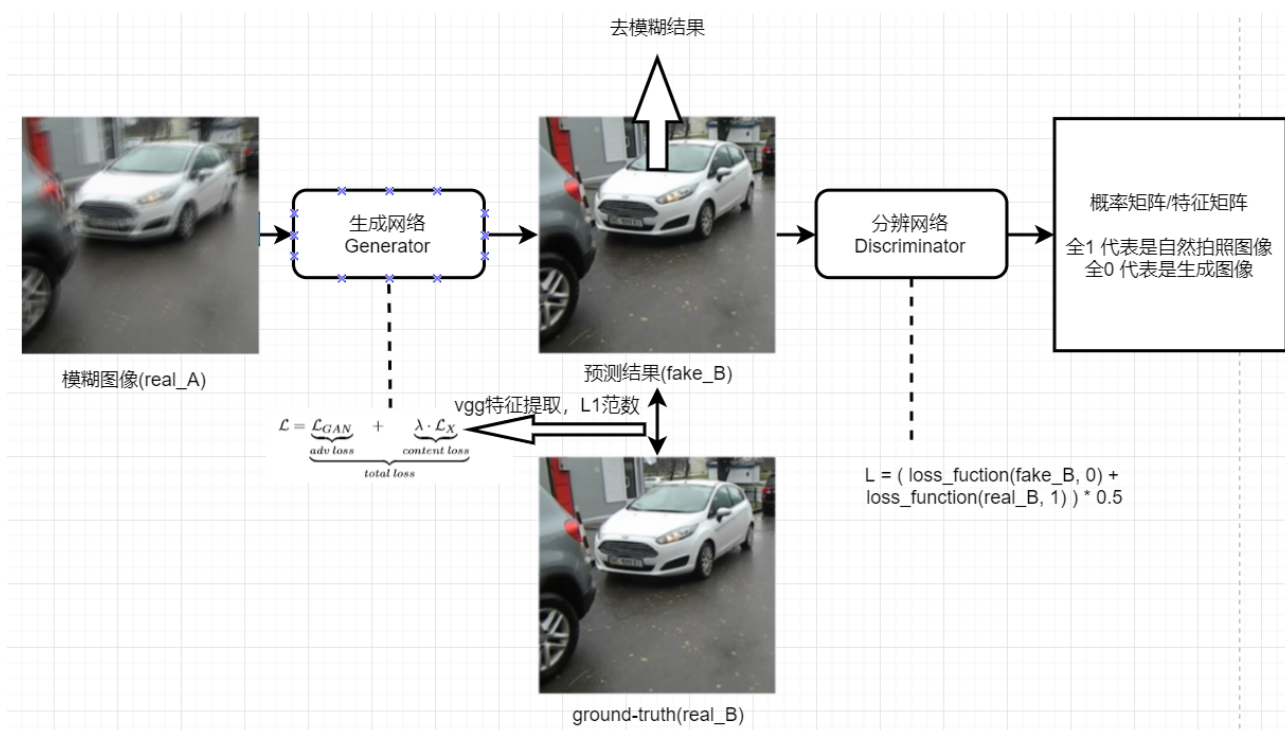 去模糊结果
生成网络
Generator
分辨网络
Discriminator
概率矩阵/特征矩阵
全1 代表是自然拍照图像
全0 代表是生成图像
模糊图像(real_A)
预测结果(fake_B)
vgg特征提取，L1范数
ℒ = ℒ_GAN + λ · ℒ_X
adv loss content loss
total loss
L = ( loss_fuction(fake_B, 0) +
loss_function(real_B, 1) ) * 0.5
ground-truth(real_B)